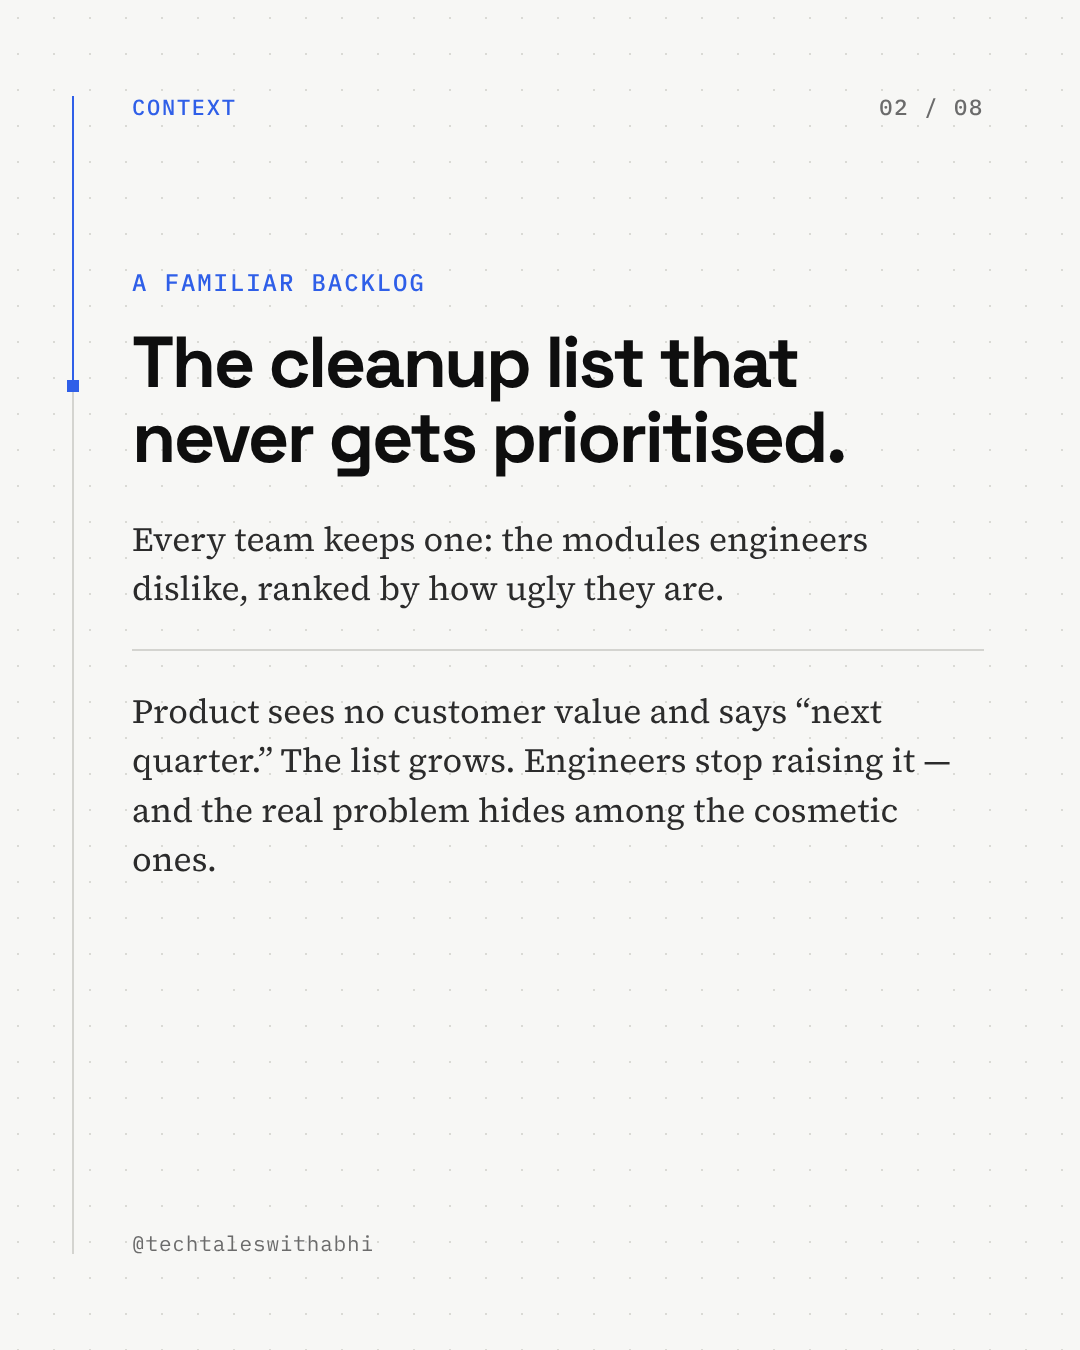 CONTEXT
02 / 08
A FAMILIAR BACKLOG
The cleanup list that
never gets prioritised.
Every team keeps one: the modules engineers
dislike, ranked by how ugly they are.
Product sees no customer value and says “next
quarter.” The list grows. Engineers stop raising it —
and the real problem hides among the cosmetic
ones.
@techtaleswithabhi